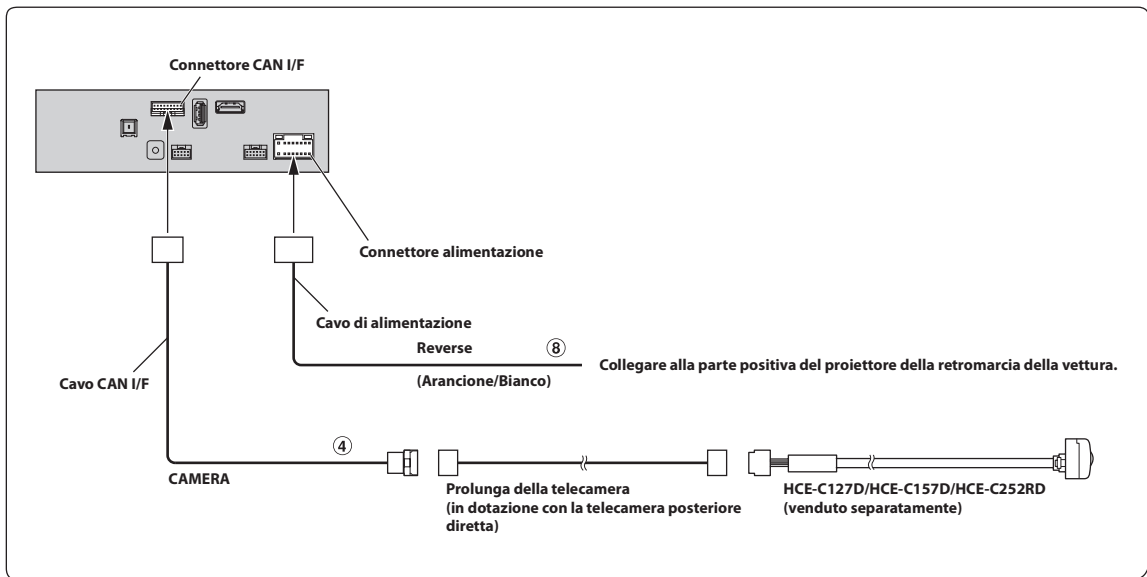 Connettore CAN I/F
Connettore alimentazione
Cavo di alimentazione
Reverse
⑧
Collegare alla parte positiva del proiettore della retromarcia della vettura.
(Arancione/Bianco)
Cavo CAN I/F
④
CAMERA
Prolunga della telecamera
(in dotazione con la telecamera posteriore
diretta)
HCE-C127D/HCE-C157D/HCE-C252RD
(venduto separatamente)